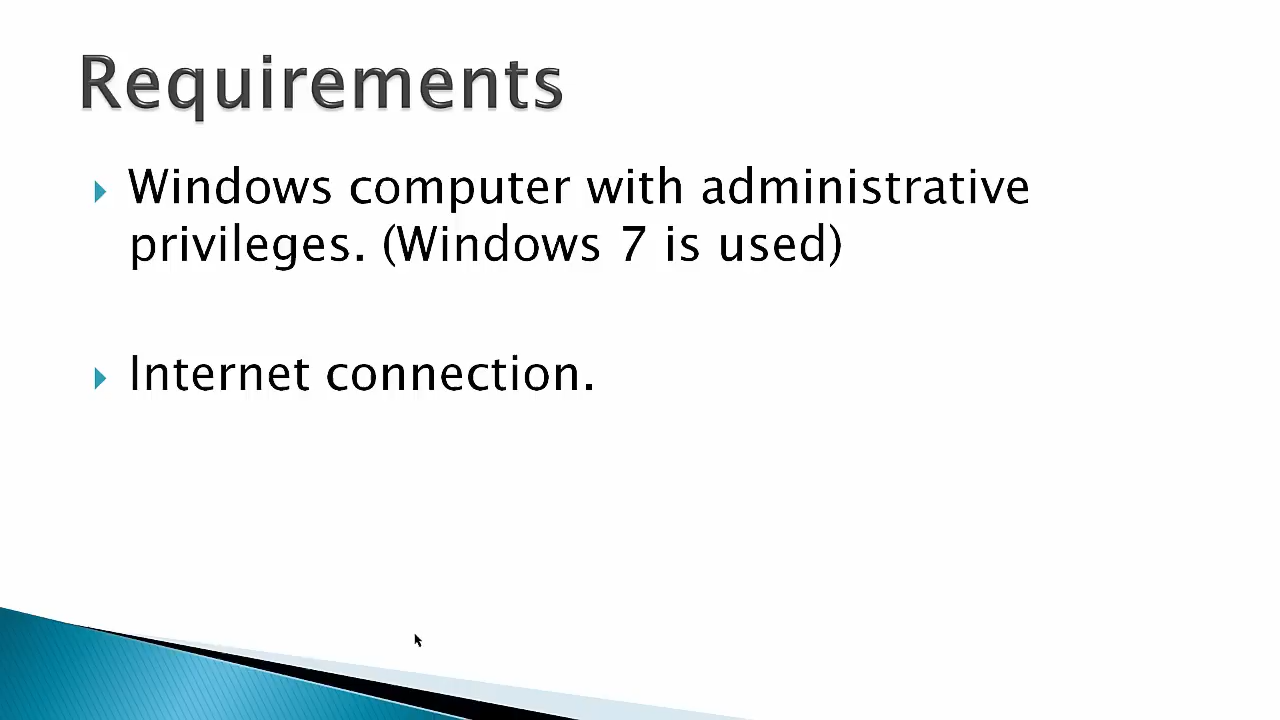 Requirements
Windows computer with administrative
privileges. (Windows 7 is used)
Internet connection.